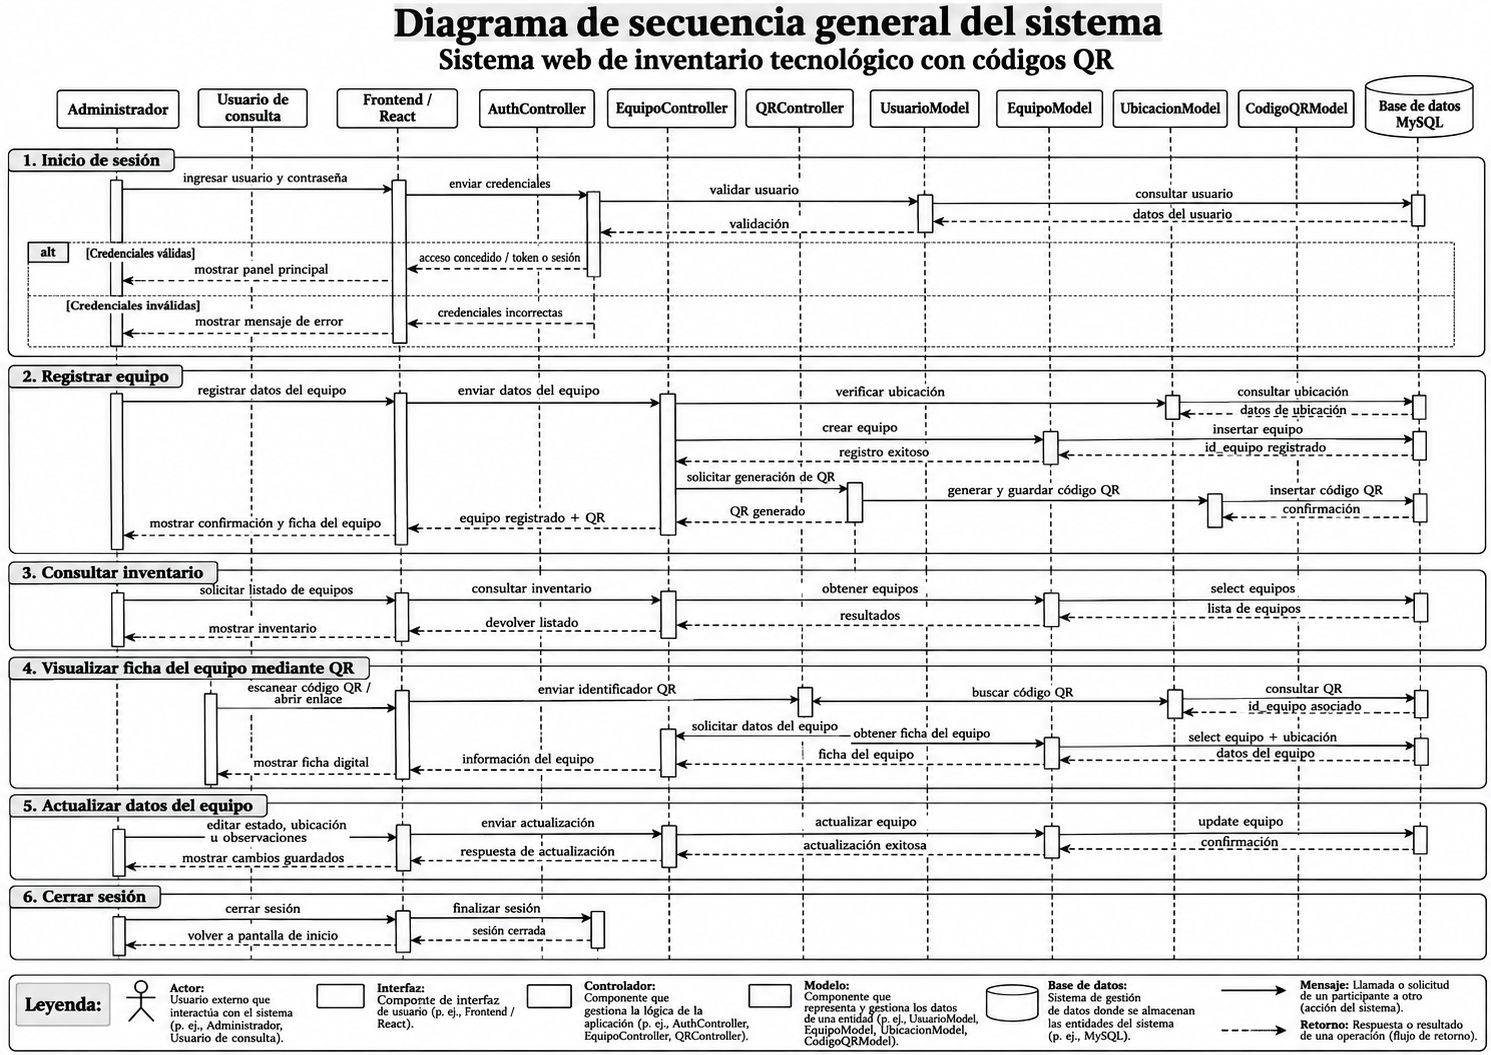 Diagrama de secuencia general del sistema
Sistema web de inventario tecnológico con códigos QR
Administrador
Usuario de
consulta
Frontend /
React
AuthController
EquipoController
QRController
UsuarioModel
EquipoModel
UbicacionModel
CodigoQRModel
Base de datos
MySQL
1. Inicio de sesión
ingresar usuario y contraseña
enviar credenciales
validar usuario
consultar usuario
datos del usuario
validación
alt
[Credenciales válidas]
acceso concedido / token o sesión
mostrar panel principal
[Credenciales inválidas]
credenciales incorrectas
mostrar mensaje de error
2. Registrar equipo
registrar datos del equipo
enviar datos del equipo
verificar ubicación
consultar ubicación
datos de ubicación
crear equipo
insertar equipo
registro exitoso
id_equipo registrado
solicitar generación de QR
generar y guardar código QR
insertar código QR
QR generado
confirmación
equipo registrado + QR
mostrar confirmación y ficha del equipo
3. Consultar inventario
solicitar listado de equipos
consultar inventario
obtener equipos
select equipos
lista de equipos
resultados
devolver listado
mostrar inventario
4. Visualizar ficha del equipo mediante QR
escanear código QR /
abrir enlace
enviar identificador QR
buscar código QR
consultar QR
id_equipo asociado
solicitar datos del equipo
obtener ficha del equipo
select equipo + ubicación
ficha del equipo
datos del equipo
información del equipo
mostrar ficha digital
5. Actualizar datos del equipo
editar estado, ubicación
u observaciones
enviar actualización
actualizar equipo
update equipo
confirmación
actualización exitosa
respuesta de actualización
mostrar cambios guardados
6. Cerrar sesión
cerrar sesión
finalizar sesión
sesión cerrada
volver a pantalla de inicio
Leyenda:
Actor:
Usuario externo que
interactúa con el sistema
(p. ej., Administrador,
Usuario de consulta).
Interfaz:
Componte de interfaz
de usuario (p. ej., Frontend /
React).
Controlador:
Componente que
gestiona la lógica de la
aplicación (p. ej., AuthController,
EquipoController, QRController).
Modelo:
Componente que
representa y gestiona los datos
de una entidad (p. ej., UsuarioModel,
EquipoModel, UbicacionModel,
CodigoQRModel).
Base de datos:
Sistema de gestión
de datos donde se almacenan
las entidades del sistema
(p. ej., MySQL).
Mensaje: Llamada o solicitud
de un participante a otro
(acción del sistema).
Retorno: Respuesta o resultado
de una operación (flujo de retorno).